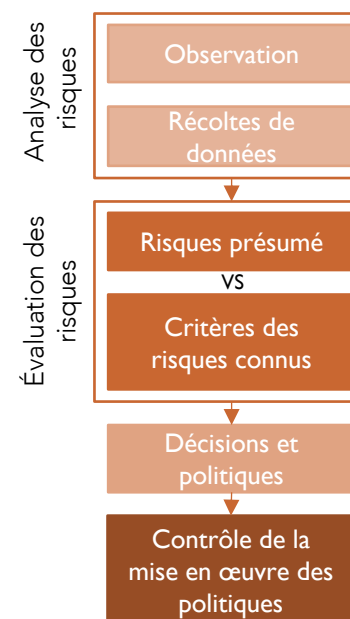 Analyse des
risques
Observation
Récoltes de
données
Évaluation des
risques
Risques présumé
vs
Critères des
risques connus
Décisions et
politiques
Contrôle de la
mise en œuvre des
politiques